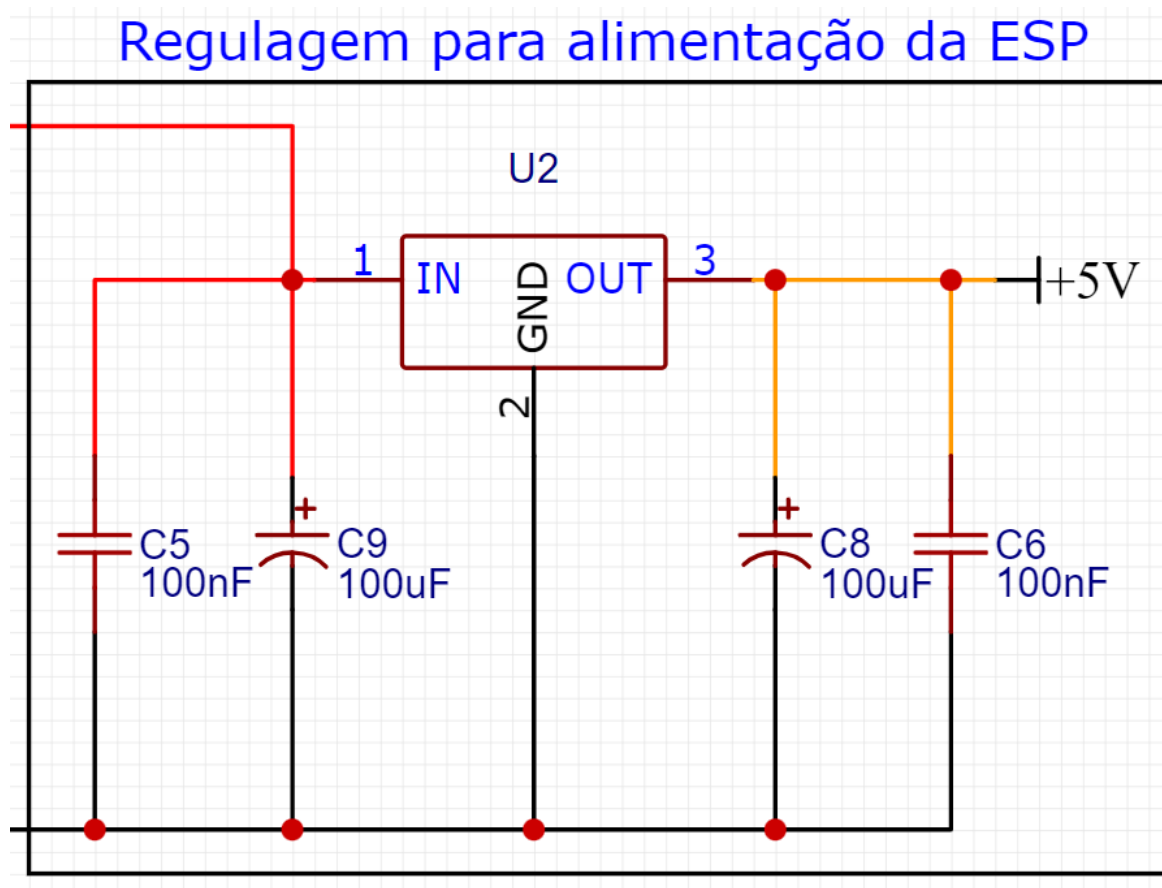 Regulagem para alimentação da ESP
U2
1
IN
GND
OUT
3
+5V
2
+
C5
100nF
+
C9
100uF
C8
100uF
C6
100nF